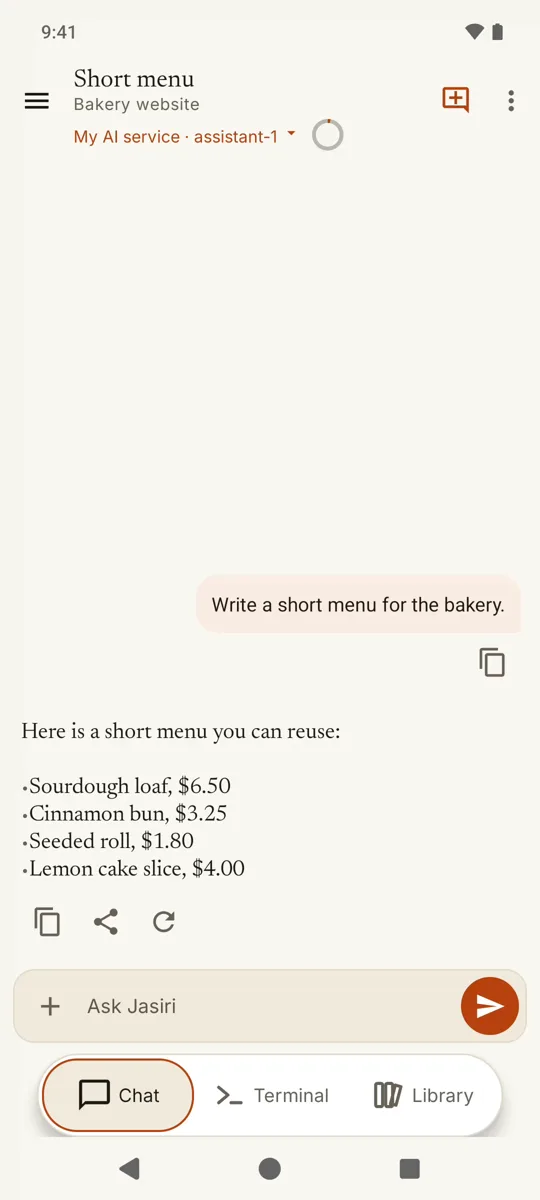 9:41
Short menu
Bakery website
My AI service · assistant-1
Write a short menu for the bakery.
Here is a short menu you can reuse:
•Sourdough loaf, $6.50
•Cinnamon bun, $3.25
•Seeded roll, $1.80
•Lemon cake slice, $4.00
Ask Jasiri
Chat
Terminal
Library